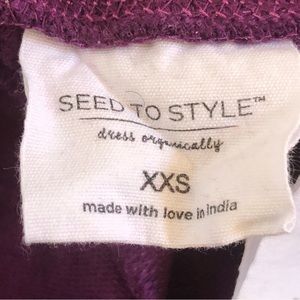 SEED TO STYLE™
dress organically
XXS
made with love in india